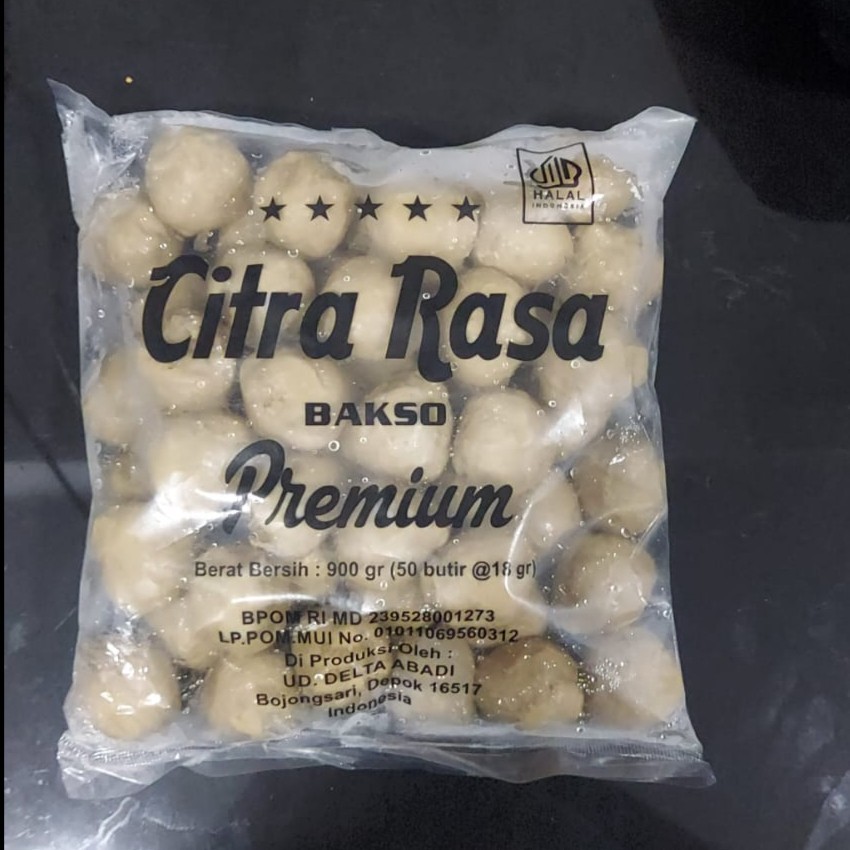 HALAL
INDONESIA
★ ★ ★ ★ ★
Citra Rasa
BAKSO
Premium
Berat Bersih : 900 gr (50 butir @18 gr)
BPOM RI MD 239528001273
LP.POM.MUI No. 01011069560312
Di Produksi Oleh :
UD. DELTA ABADI
Bojongsari, Depok 16517
Indonesia